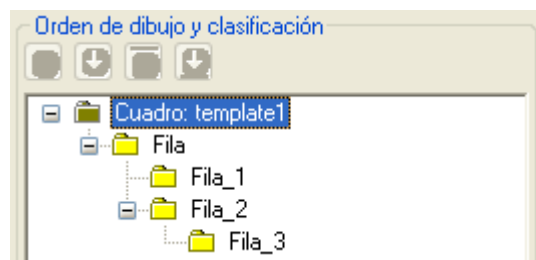 Orden de dibujo y clasificación
Cuadro: template1
Fila
Fila_1
Fila_2
Fila_3